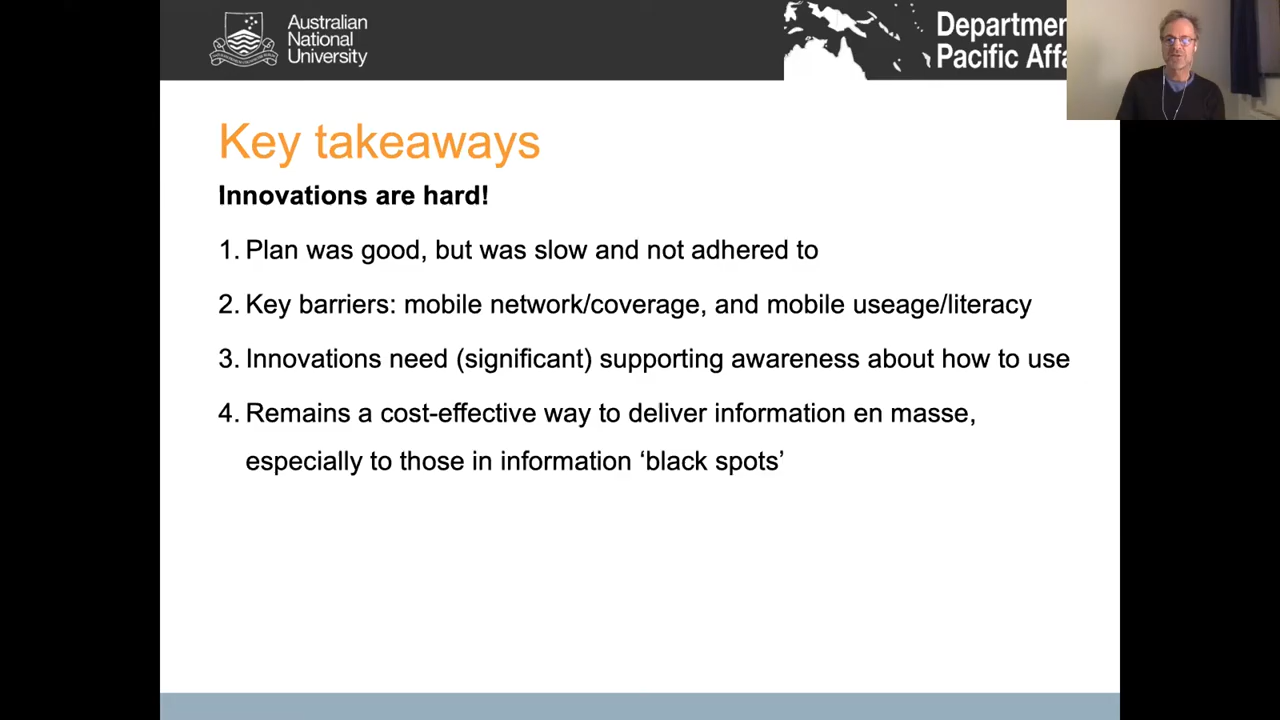 Australian
National
University
Pacific
Key takeaways
Innovations are hard!
1. Plan was good, but was slow and not adhered to
2. Key barriers: mobile network/coverage, and mobile useage/literacy
3. Innovations need (significant) supporting awareness about how to use
4. Remains a cost-effective way to deliver information en masse,
especially to those in information ‘black spots’